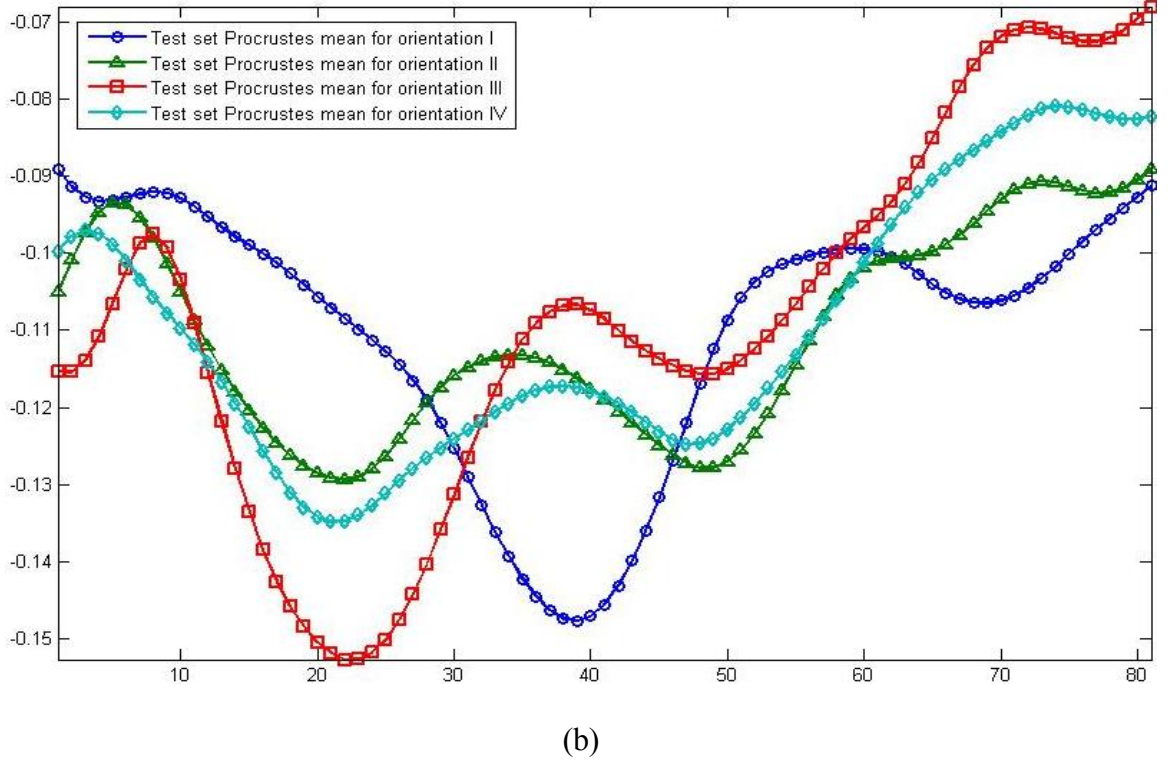 -0.07
-0.08
-0.09
-0.1
-0.11
-0.12
-0.13
-0.14
-0.15
Test set Procrustes mean for orientation I
Test set Procrustes mean for orientation II
Test set Procrustes mean for orientation III
Test set Procrustes mean for orientation IV
10 20 30 40 50 60 70 80
(b)